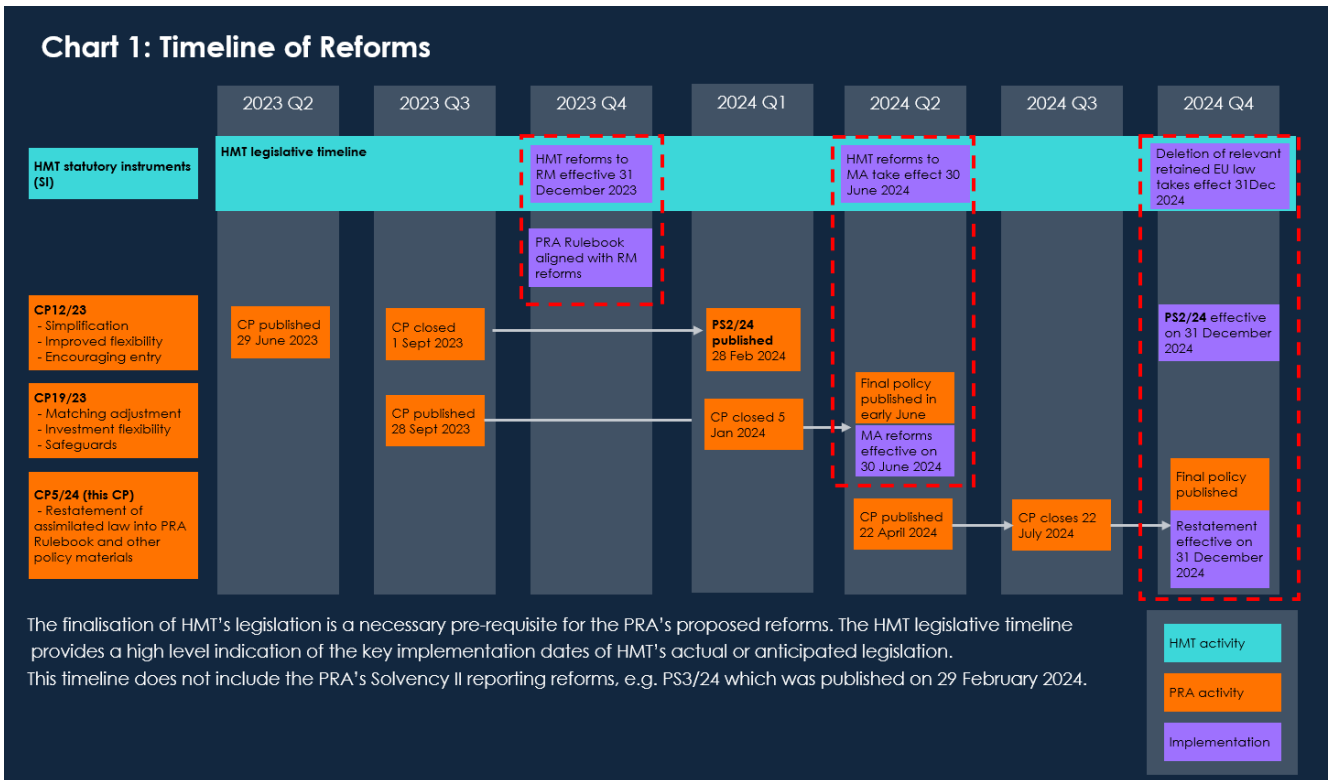 Chart 1: Timeline of Reforms
2023 Q2
2023 Q3
2023 Q4
2024 Q1
2024 Q2
2024 Q3
2024 Q4
HMT statutory instruments
(SI)
HMT legislative timeline
HMT reforms to
RM effective 31
December 2023
HMT reforms to
MA take effect 30
June 2024
Deletion of relevant
retained EU law
takes effect 31Dec
2024
PRA Rulebook
aligned with RM
reforms
CP12/23
- Simplification
- Improved flexibility
- Encouraging entry
CP published
29 June 2023
CP closed
1 Sept 2023
PS2/24
published
28 Feb 2024
PS2/24 effective
on 31 December
2024
CP19/23
- Matching adjustment
- Investment flexibility
- Safeguards
CP published
28 Sept 2023
CP closed 5
Jan 2024
Final policy
published in
early June
MA reforms
effective on
30 June 2024
CP5/24 (this CP)
- Restatement of
assimilated law into PRA
Rulebook and other
policy materials
CP published
22 April 2024
CP closes 22
July 2024
Final policy
published
Restatement
effective on
31 December
2024
The finalisation of HMT's legislation is a necessary pre-requisite for the PRA's proposed reforms. The HMT legislative timeline
provides a high level indication of the key implementation dates of HMT's actual or anticipated legislation.
This timeline does not include the PRA's Solvency II reporting reforms, e.g. PS3/24 which was published on 29 February 2024.
HMT activity
PRA activity
Implementation